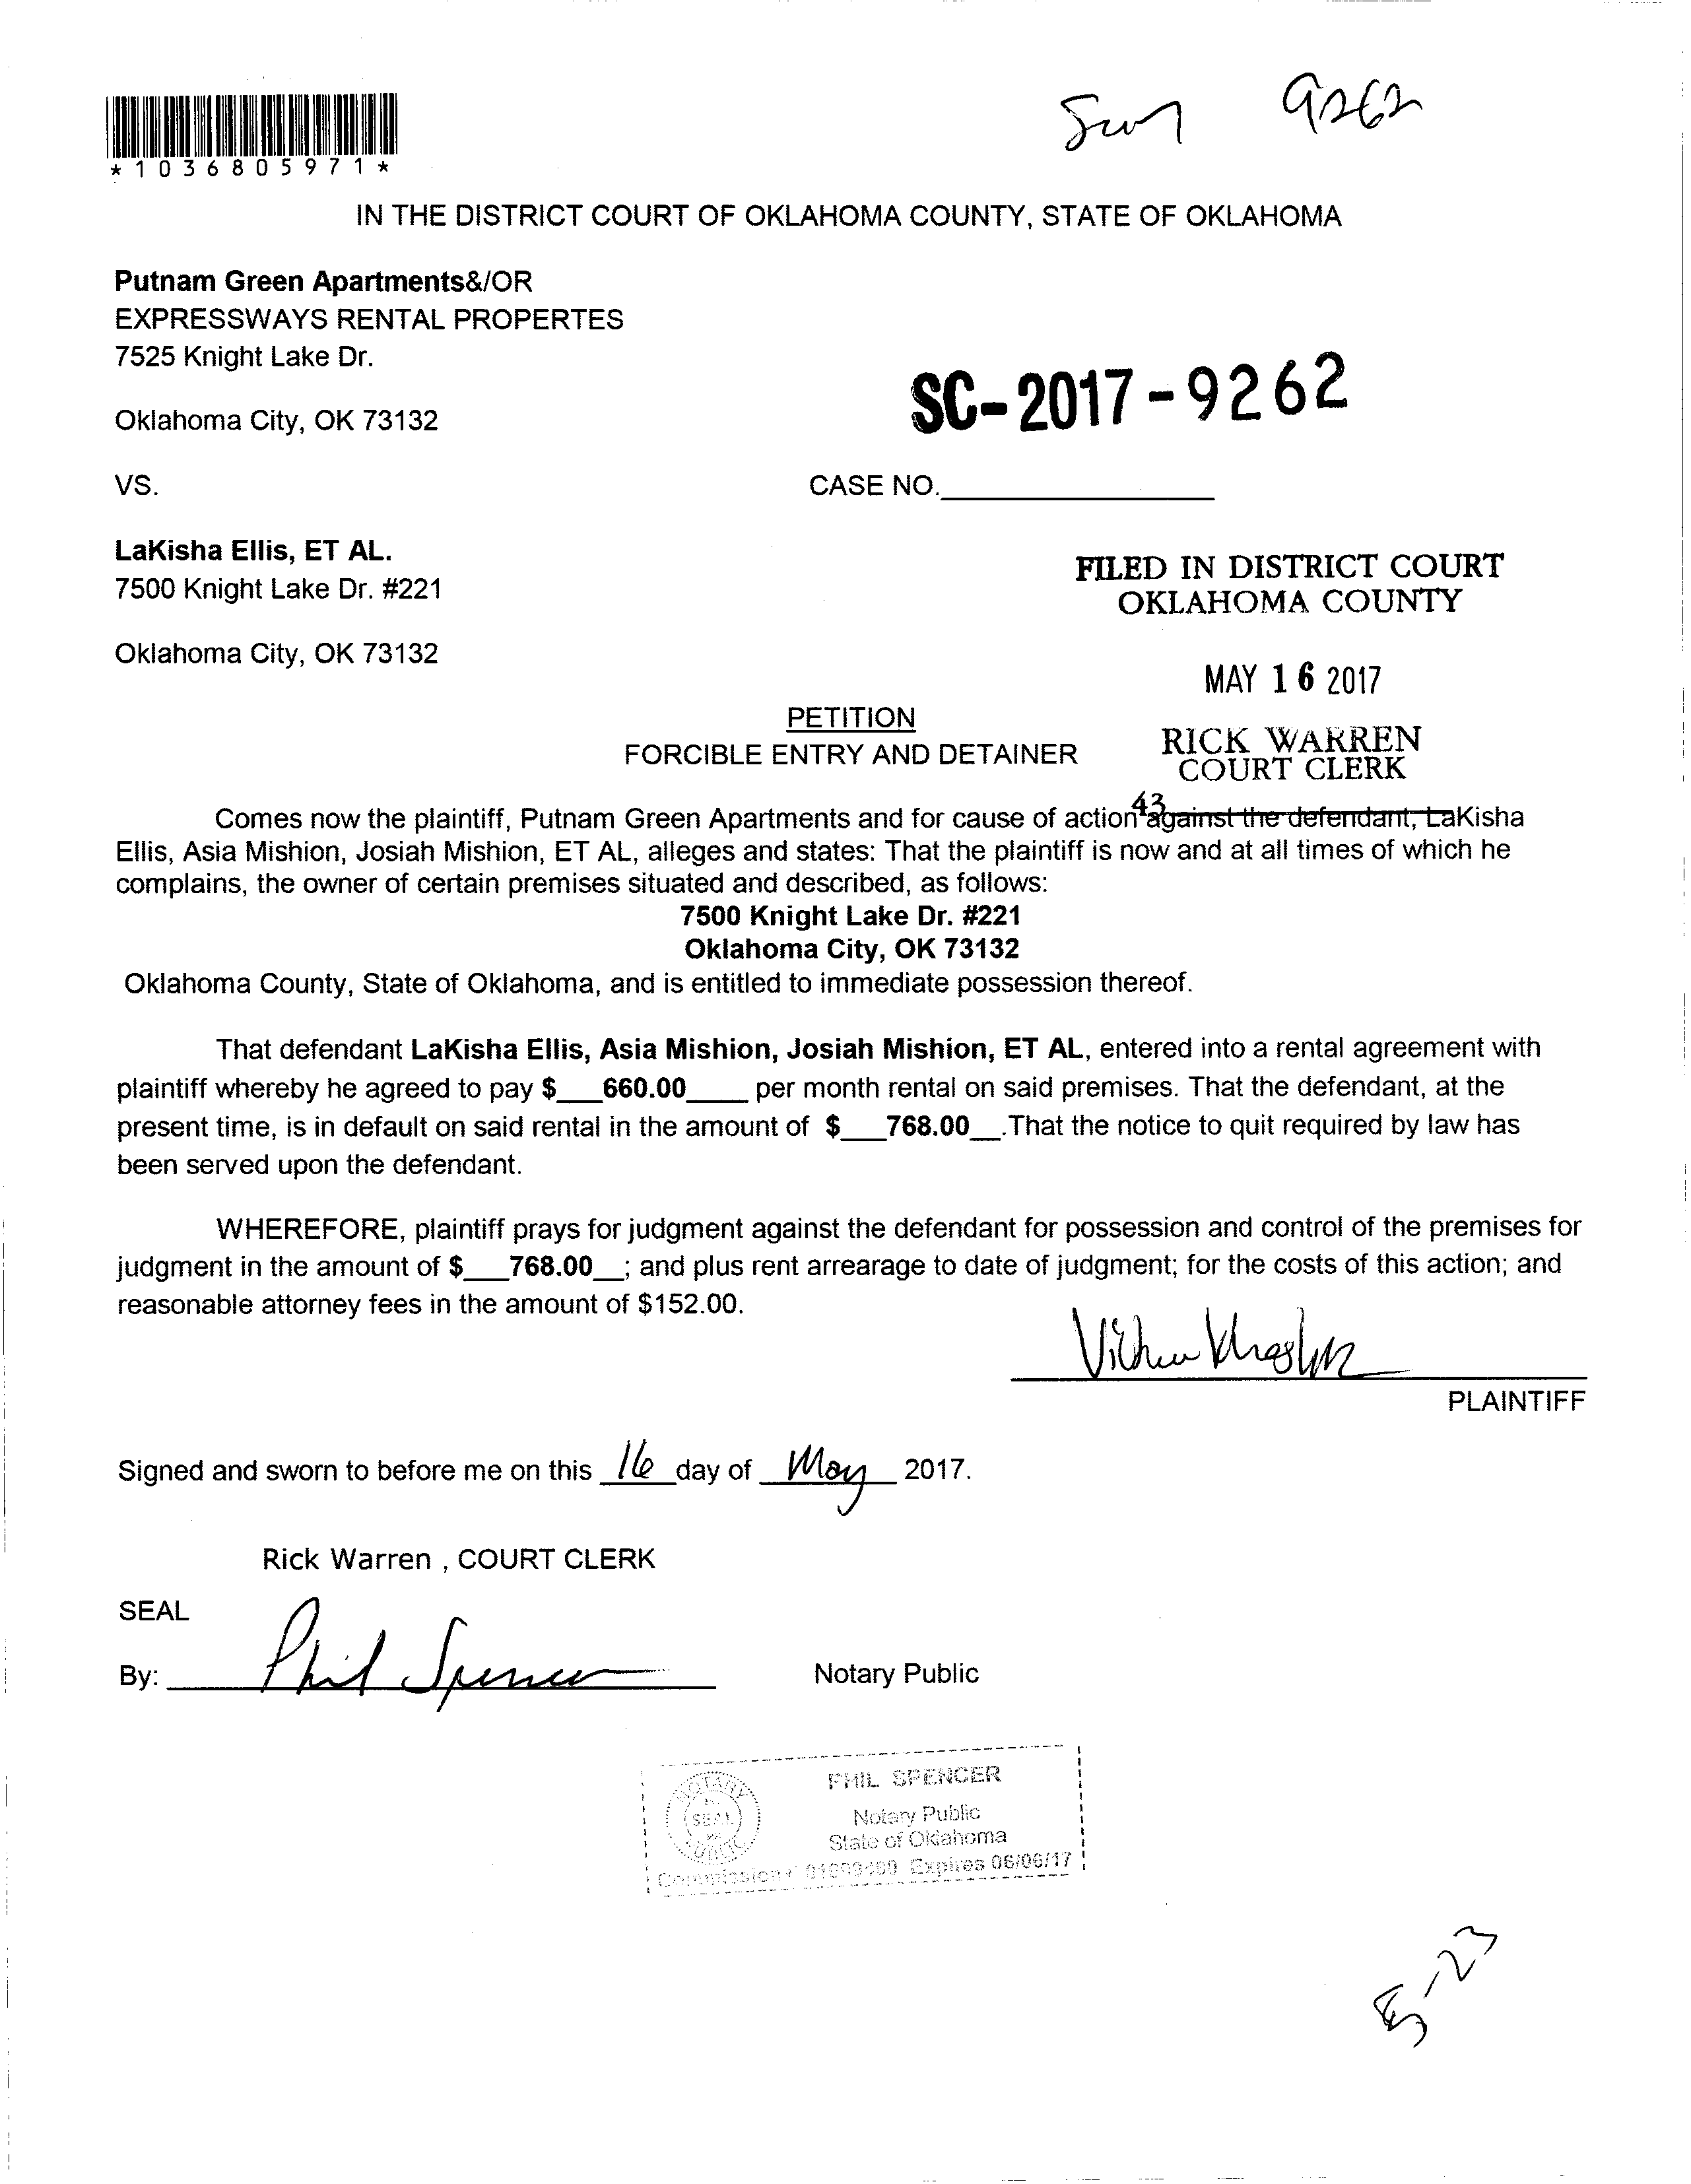 9262
*1036805971*
IN THE DISTRICT COURT OF OKLAHOMA COUNTY, STATE OF OKLAHOMA
Putnam Green Apartments&/OR
EXPRESSWAYS RENTAL PROPERTES
7525 Knight Lake Dr.
SC-2017-9262
Oklahoma City, OK 73132
VS.
CASE NO.
LaKisha Ellis, ET AL.
7500 Knight Lake Dr. #221
FILED IN DISTRICT COURT
OKLAHOMA COUNTY
Oklahoma City, OK 73132
MAY 16 2017
PETITION
FORCIBLE ENTRY AND DETAINER
RICK WARREN
COURT CLERK
43
Comes now the plaintiff, Putnam Green Apartments and for cause of action against the defendant, LaKisha
Ellis, Asia Mishion, Josiah Mishion, ET AL, alleges and states: That the plaintiff is now and at all times of which he
complains, the owner of certain premises situated and described, as follows:
7500 Knight Lake Dr. #221
Oklahoma City, OK 73132
Oklahoma County, State of Oklahoma, and is entitled to immediate possession thereof.
That defendant LaKisha Ellis, Asia Mishion, Josiah Mishion, ET AL, entered into a rental agreement with
plaintiff whereby he agreed to pay $___660.00____ per month rental on said premises. That the defendant, at the
present time, is in default on said rental in the amount of $___768.00__.That the notice to quit required by law has
been served upon the defendant.
WHEREFORE, plaintiff prays for judgment against the defendant for possession and control of the premises for
judgment in the amount of $___768.00__; and plus rent arrearage to date of judgment; for the costs of this action; and
reasonable attorney fees in the amount of $152.00.
PLAINTIFF
Signed and sworn to before me on this 16 day of May 2017.
Rick Warren , COURT CLERK
SEAL
By: Phil Spencer Notary Public
NOTARY PUBLIC SEAL
PHIL SPENCER
Notary Public
State of Oklahoma
Commission # Expires 06/06/17
5-23